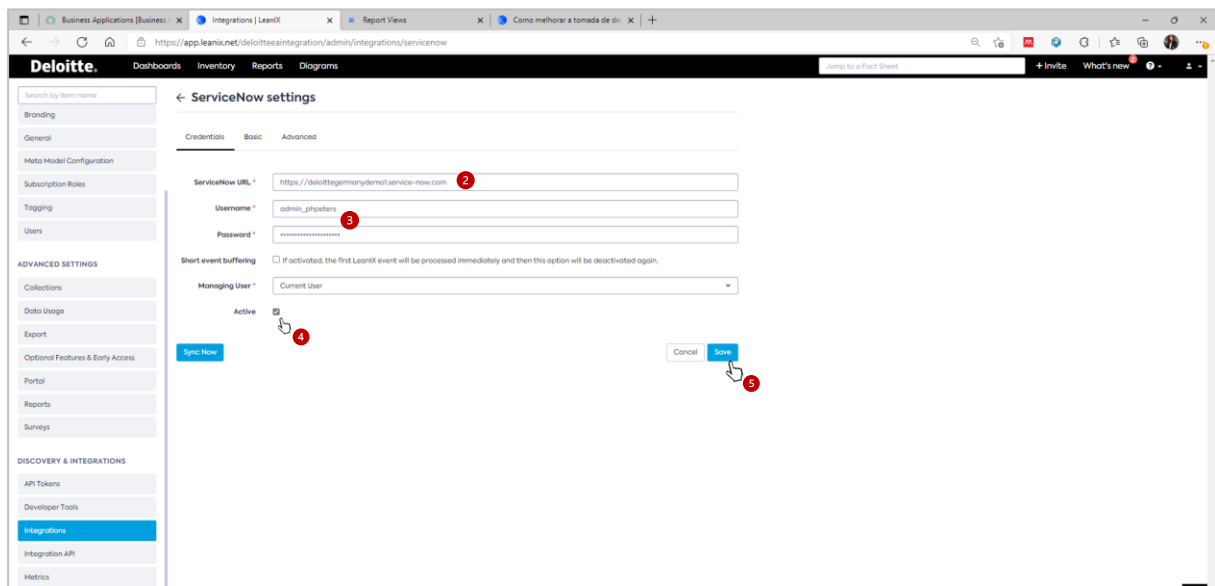 Business Applications [Business A
Integrations | LeanIX
Report Views
Como melhorar a tomada de de
https://app.leanix.net/deloitteeaintegration/admin/integrations/servicenow
Deloitte.
Dashboards Inventory Reports Diagrams
Jump to a Fact Sheet
+ Invite What's new
Search by item name
Branding
General
Meta Model Configuration
Subscription Roles
Tagging
Users
ADVANCED SETTINGS
Collections
Data Usage
Export
Optional Features & Early Access
Portal
Reports
Surveys
DISCOVERY & INTEGRATIONS
API Tokens
Developer Tools
Integrations
Integration API
Metrics
← ServiceNow settings
Credentials Basic Advanced
ServiceNow URL * https://deloittegermanydemo1.service-now.com 2
Username * admin_phpeters
3
Password *
Short event buffering If activated, the first LeanIX event will be processed immediately and then this option will be deactivated again.
Managing User * Current User
Active
4
Sync Now Cancel Save
5